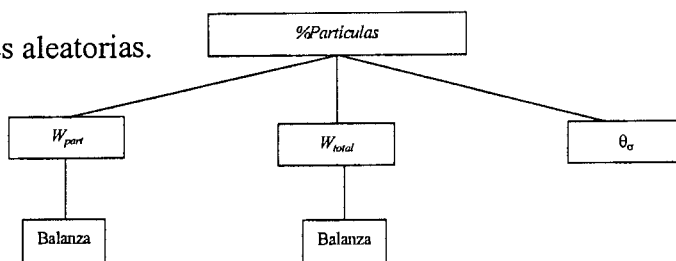 %Partículas
s aleatorias.
W_part
W_total
θ_σ
Balanza
Balanza